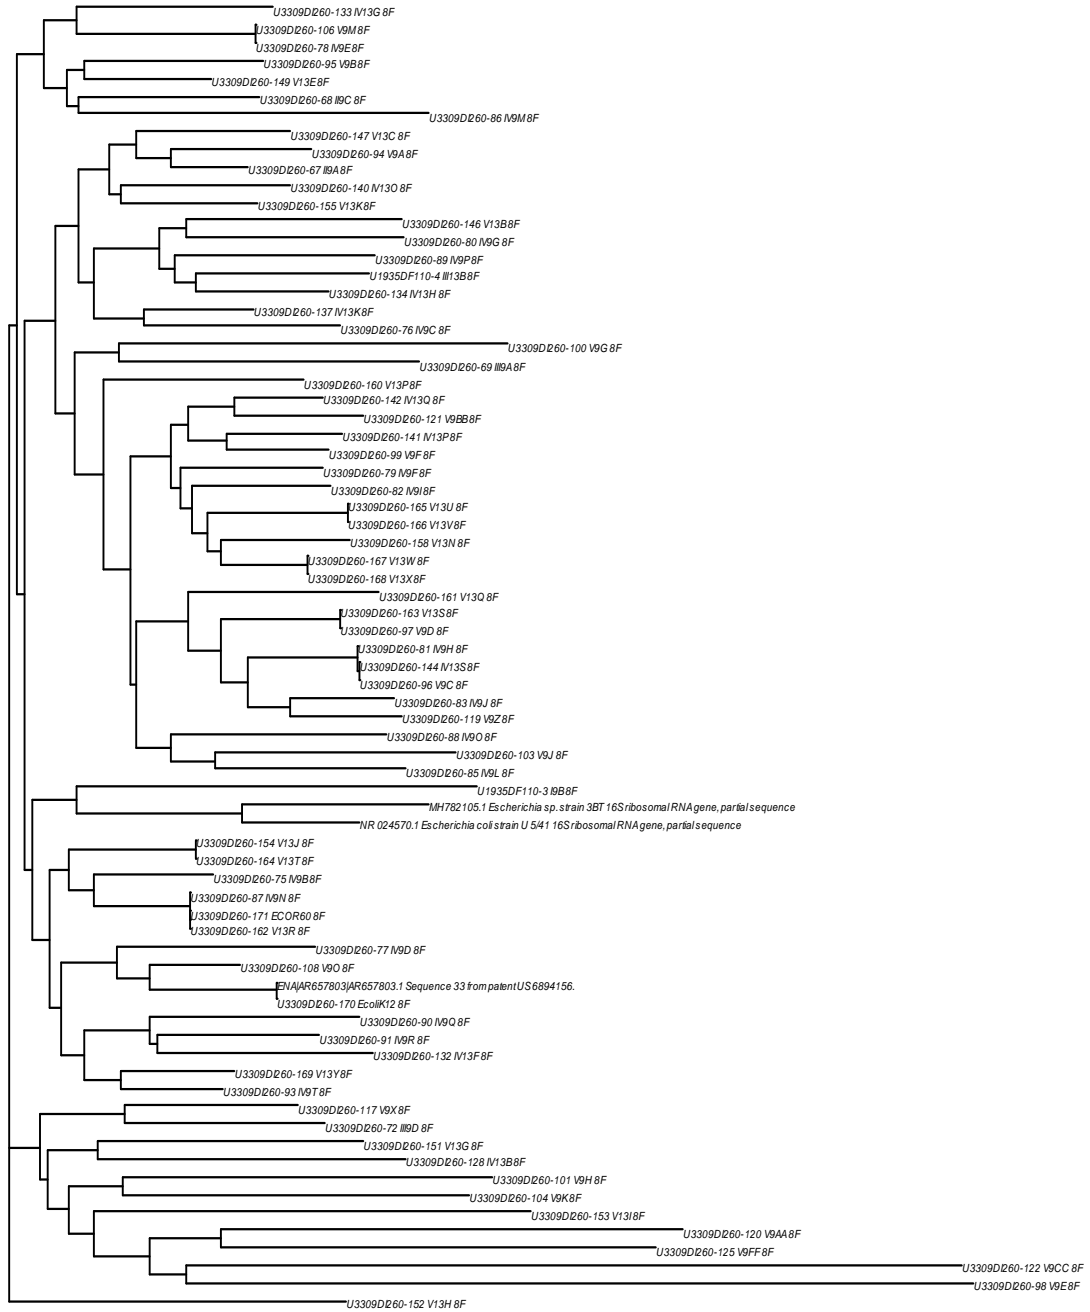 U3309DI260-133 IV13G 8F
U3309DI260-106 V9M 8F
U3309DI260-78 IV9E 8F
U3309DI260-95 V9B 8F
U3309DI260-149 V13E 8F
U3309DI260-68 II9C 8F
U3309DI260-86 IV9M 8F
U3309DI260-147 V13C 8F
U3309DI260-94 V9A 8F
U3309DI260-67 II9A 8F
U3309DI260-140 IV13O 8F
U3309DI260-155 V13K 8F
U3309DI260-146 V13B 8F
U3309DI260-80 IV9G 8F
U3309DI260-89 IV9P 8F
U1935DF110-4 III13B 8F
U3309DI260-134 IV13H 8F
U3309DI260-137 IV13K 8F
U3309DI260-76 IV9C 8F
U3309DI260-100 V9G 8F
U3309DI260-69 III9A 8F
U3309DI260-160 V13P 8F
U3309DI260-142 IV13Q 8F
U3309DI260-121 V9BB 8F
U3309DI260-141 IV13P 8F
U3309DI260-99 V9F 8F
U3309DI260-79 IV9F 8F
U3309DI260-82 IV9I 8F
U3309DI260-165 V13U 8F
U3309DI260-166 V13V 8F
U3309DI260-158 V13N 8F
U3309DI260-167 V13W 8F
U3309DI260-168 V13X 8F
U3309DI260-161 V13Q 8F
U3309DI260-163 V13S 8F
U3309DI260-97 V9D 8F
U3309DI260-81 IV9H 8F
U3309DI260-144 IV13S 8F
U3309DI260-96 V9C 8F
U3309DI260-83 IV9J 8F
U3309DI260-119 V9Z 8F
U3309DI260-88 IV9O 8F
U3309DI260-103 V9J 8F
U3309DI260-85 IV9L 8F
U1935DF110-3 I9B 8F
MH782105.1 Escherichia sp. strain 3BT 16S ribosomal RNA gene, partial sequence
NR 024570.1 Escherichia coli strain U 5/41 16S ribosomal RNA gene, partial sequence
U3309DI260-154 V13J 8F
U3309DI260-164 V13T 8F
U3309DI260-75 IV9B 8F
U3309DI260-87 IV9N 8F
U3309DI260-171 ECOR60 8F
U3309DI260-162 V13R 8F
U3309DI260-77 IV9D 8F
U3309DI260-108 V9O 8F
ENA|AR657803|AR657803.1 Sequence 33 from patent US 6894156.
U3309DI260-170 EcoliK12 8F
U3309DI260-90 IV9Q 8F
U3309DI260-91 IV9R 8F
U3309DI260-132 IV13F 8F
U3309DI260-169 V13Y 8F
U3309DI260-93 IV9T 8F
U3309DI260-117 V9X 8F
U3309DI260-72 III9D 8F
U3309DI260-151 V13G 8F
U3309DI260-128 IV13B 8F
U3309DI260-101 V9H 8F
U3309DI260-104 V9K 8F
U3309DI260-153 V13I 8F
U3309DI260-120 V9AA 8F
U3309DI260-125 V9FF 8F
U3309DI260-122 V9CC 8F
U3309DI260-98 V9E 8F
U3309DI260-152 V13H 8F